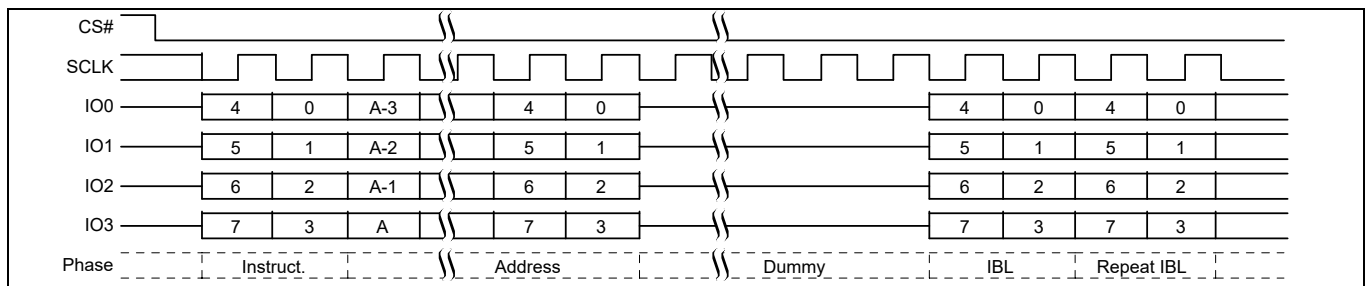 CS#
SCLK
IO0 4 0 A-3 4 0 4 0 4 0
IO1 5 1 A-2 5 1 5 1 5 1
IO2 6 2 A-1 6 2 6 2 6 2
IO3 7 3 A 7 3 7 3 7 3
Phase Instruct. Address Dummy IBL Repeat IBL